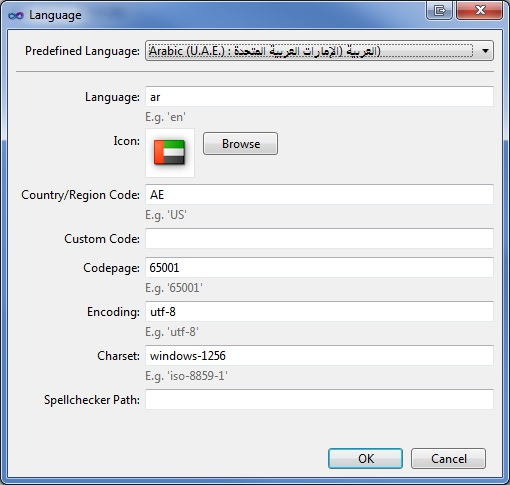 Language
Predefined Language: Arabic (U.A.E.) : العربية (الإمارات العربية المتحدة)
Language: ar
E.g. 'en'
Icon: Browse
Country/Region Code: AE
E.g. 'US'
Custom Code:
Codepage: 65001
E.g. '65001'
Encoding: utf-8
E.g. 'utf-8'
Charset: windows-1256
E.g. 'iso-8859-1'
Spellchecker Path:
OK Cancel